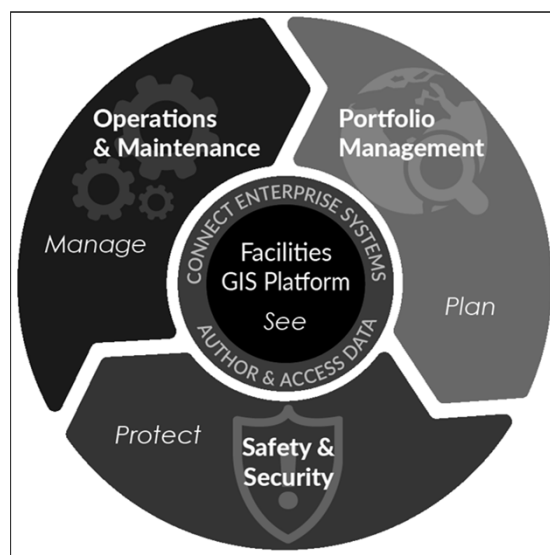 Operations
& Maintenance
Manage
Portfolio
Management
Plan
CONNECT ENTERPRISE SYSTEMS
Facilities
GIS Platform
See
AUTHOR & ACCESS DATA
Protect
Safety &
Security